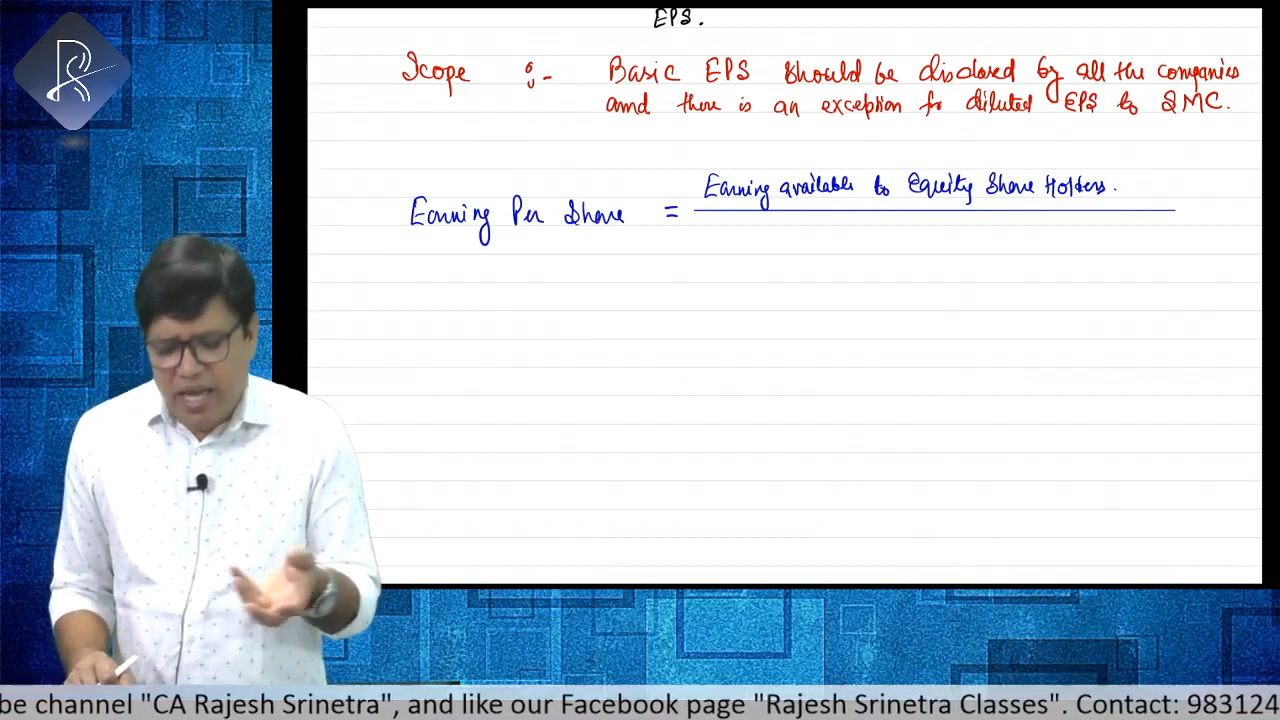 EPS.
Scope :- Basic EPS should be disclosed by all the companies
and there is an exception for diluted EPS to SMC.
Earning available to Equity Share Holders.
Earning Per Share =
RS
be channel "CA Rajesh Srinetra", and like our Facebook page "Rajesh Srinetra Classes". Contact: 983124